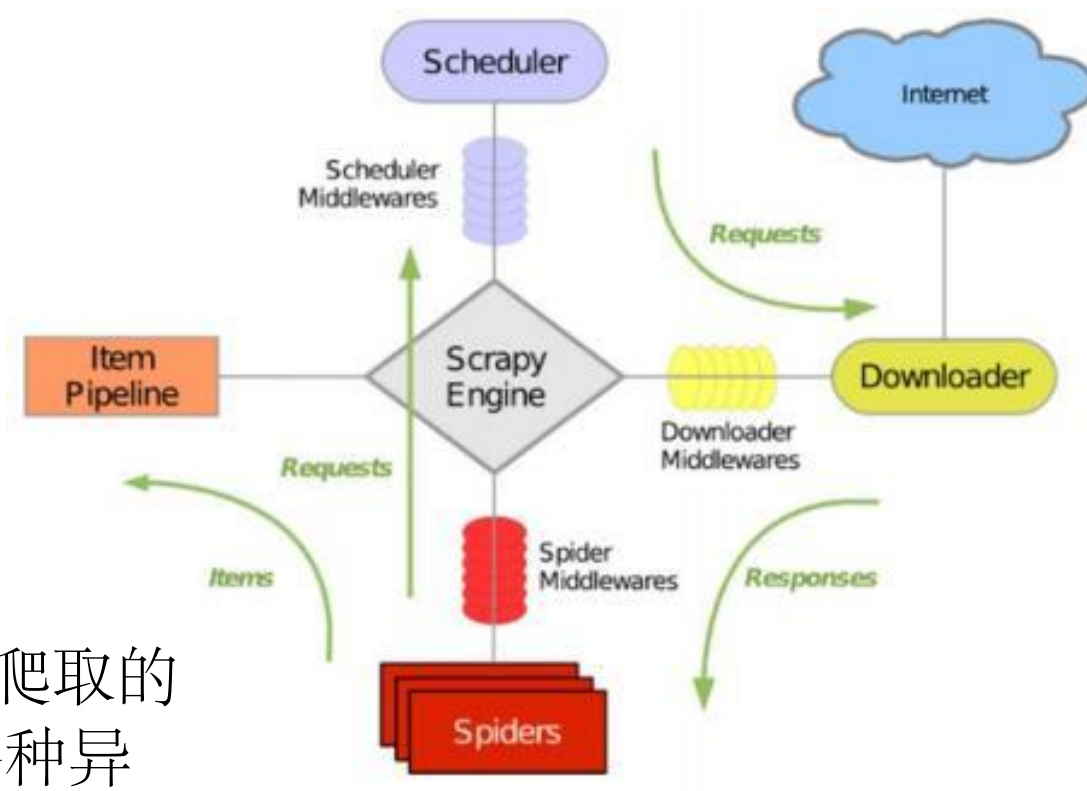 Scheduler
Internet
Scheduler
Middlewares
Requests
Item
Pipeline
Scrapy
Engine
Downloader
Downloader
Middlewares
Requests
Spider
Middlewares
Items
Responses
爬取的
种异
Spiders